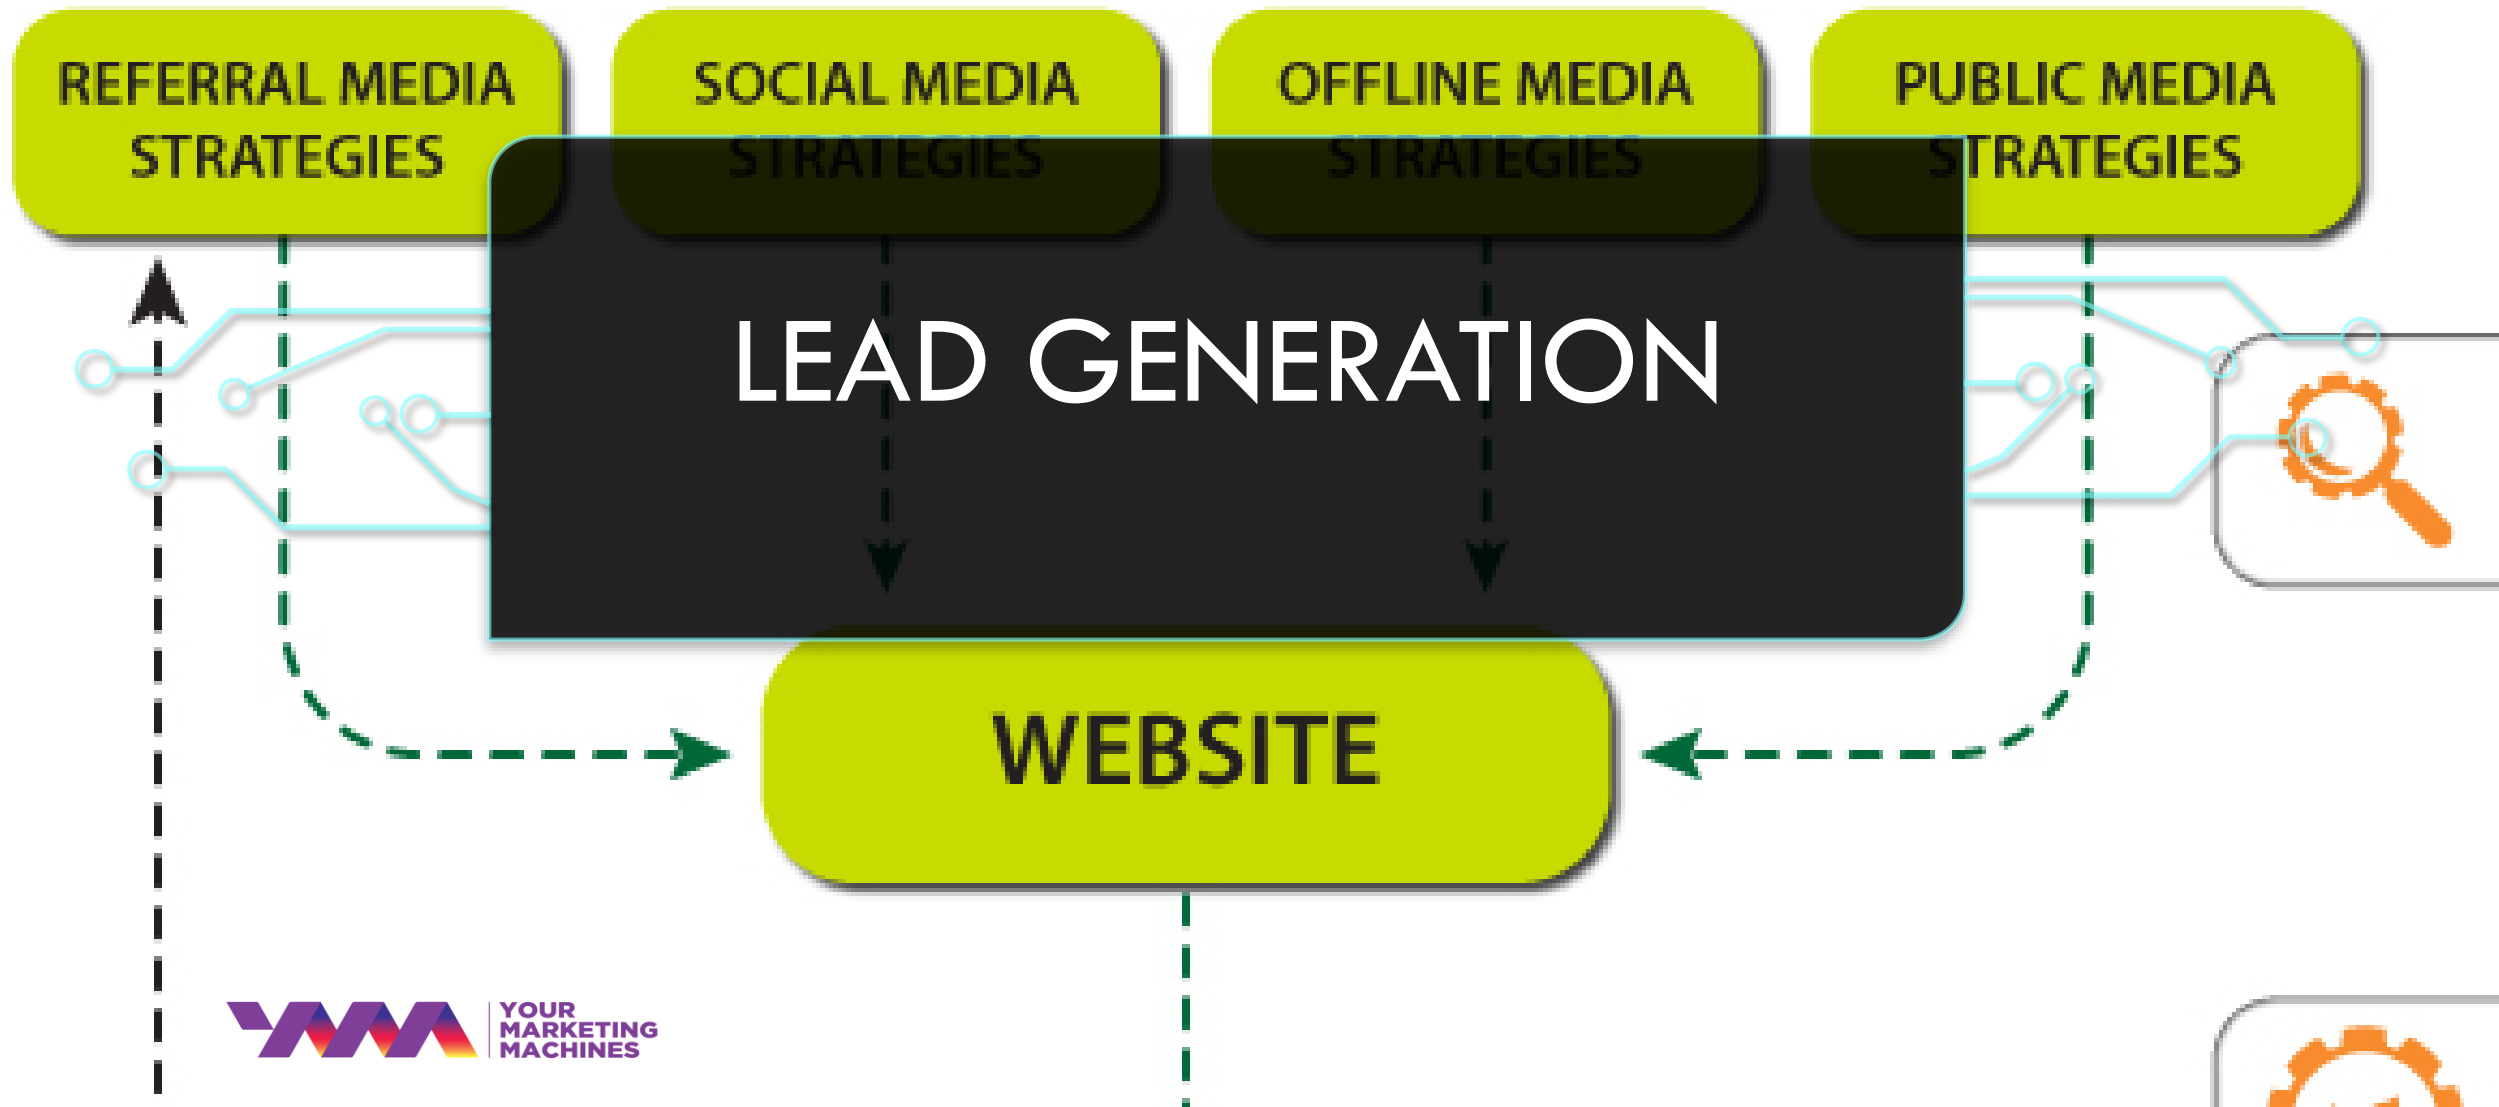 REFERRAL MEDIA
STRATEGIES
SOCIAL MEDIA
STRATEGIES
OFFLINE MEDIA
STRATEGIES
PUBLIC MEDIA
STRATEGIES
LEAD GENERATION
WEBSITE
YOUR
MARKETING
MACHINES